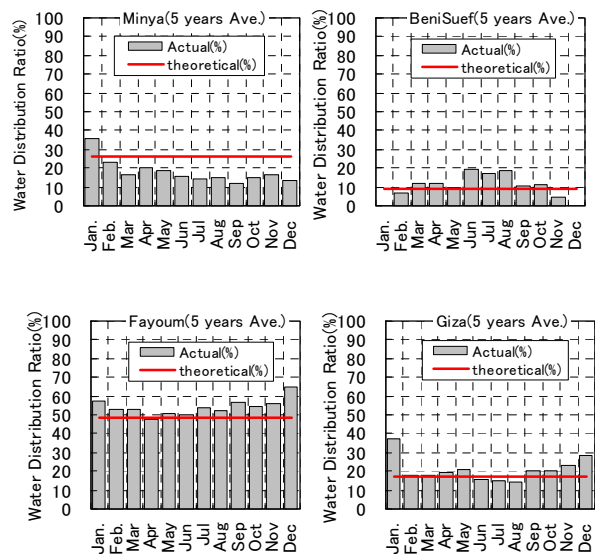 Minya(5 years Ave.)
Water Distribution Ratio(%)
100
90
80
70
60
50
40
30
20
10
0
Actual(%)
theoretical(%)
Jan.
Feb.
Mar
Apr
May
Jun
Jul
Aug
Sep
Oct
Nov
Dec
BeniSuef(5 years Ave.)
Water Distribution Ratio(%)
100
90
80
70
60
50
40
30
20
10
0
Actual(%)
theoretical(%)
Jan.
Feb.
Mar
Apr
May
Jun
Jul
Aug
Sep
Oct
Nov
Dec
Fayoum(5 years Ave.)
Water Distribution Ratio(%)
100
90
80
70
60
50
40
30
20
10
0
Actual(%)
theoretical(%)
Jan.
Feb.
Mar
Apr
May
Jun
Jul
Aug
Sep
Oct
Nov
Dec
Giza(5 years Ave.)
Water Distribution Ratio(%)
100
90
80
70
60
50
40
30
20
10
0
Actual(%)
theoretical(%)
Jan.
Feb.
Mar
Apr
May
Jun
Jul
Aug
Sep
Oct
Nov
Dec